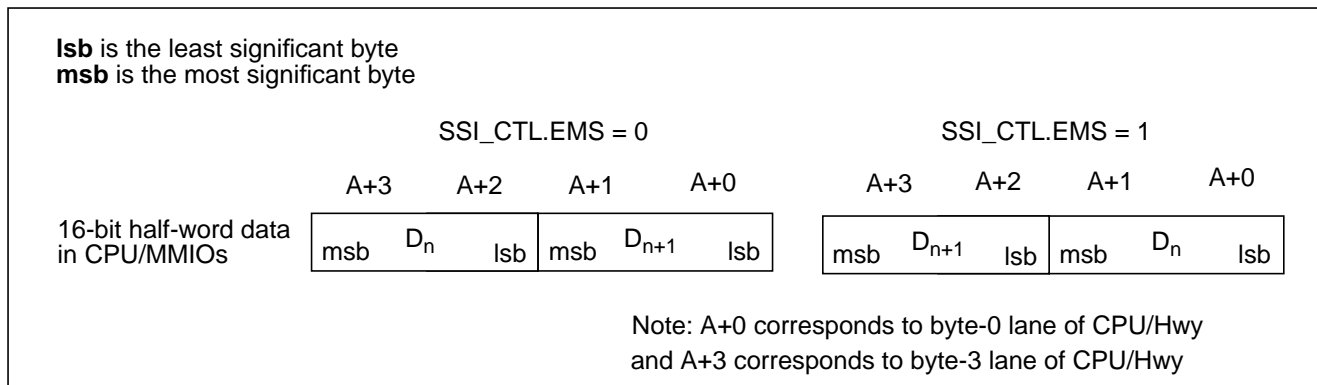 lsb is the least significant byte
msb is the most significant byte
SSI_CTL.EMS = 0 SSI_CTL.EMS = 1
A+3 A+2 A+1 A+0 A+3 A+2 A+1 A+0
16-bit half-word data
in CPU/MMIOs
msb Dn lsb msb Dn+1 lsb msb Dn+1 lsb msb Dn lsb
Note: A+0 corresponds to byte-0 lane of CPU/Hwy
and A+3 corresponds to byte-3 lane of CPU/Hwy